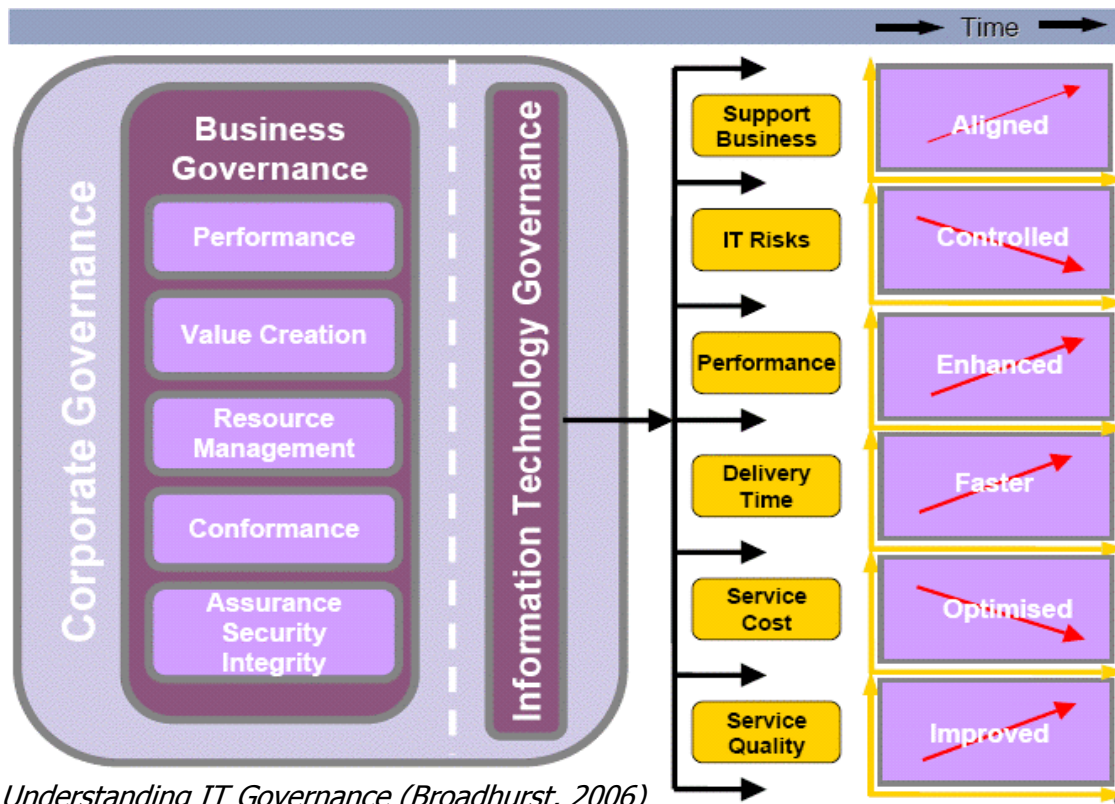 Time
Corporate Governance
Business
Governance
Performance
Value Creation
Resource
Management
Conformance
Assurance
Security
Integrity
Information Technology Governance
Support
Business
Aligned
IT Risks
Controlled
Performance
Enhanced
Delivery
Time
Faster
Service
Cost
Optimised
Service
Quality
Improved
Understanding IT Governance (Broadhurst, 2006)